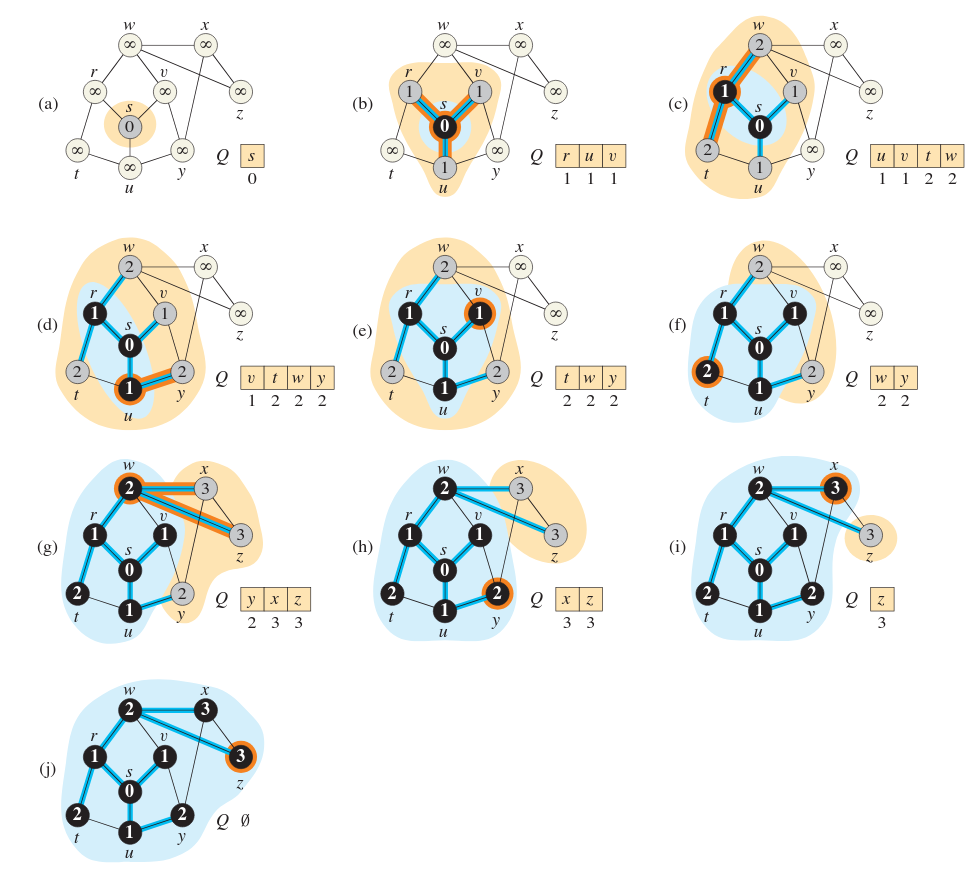 w x w x w x
∞ ∞ ∞ ∞ 2 ∞
r v r v r v
∞ ∞ ∞ 1 1 ∞ 1 1 ∞
(a) s z (b) s z (c) s z
0 0 0
∞ ∞ Q s ∞ ∞ Q r u v 2 ∞ Q u v t w
t ∞ y 0 t 1 y 1 1 1 t 1 y 1 1 2 2
u u u
w x w x w x
2 ∞ 2 ∞ 2 ∞
r v r v r v
1 1 ∞ 1 1 ∞ 1 1 ∞
(d) s z (e) s z (f) s z
0 0 0
2 2 Q v t w y 2 2 Q t w y 2 2 Q w y
t 1 y 1 2 2 2 t 1 y 2 2 2 t 1 y 2 2
u u u
w x w x w x
2 3 2 3 2 3
r v r v r v
1 1 3 1 1 3 1 1 3
(g) s z (h) s z (i) s z
0 0 0
2 2 Q y x z 2 2 Q x z 2 2 Q z
t 1 y 2 3 3 t 1 y 3 3 t 1 y 3
u u u
w x
2 3
r v
1 1 3
(j) s z
0
2 2 Q ∅
t 1 y
u